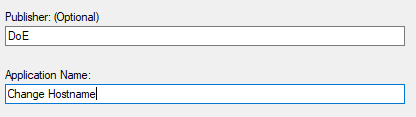 Publisher: (Optional)
DoE
Application Name:
Change Hostname